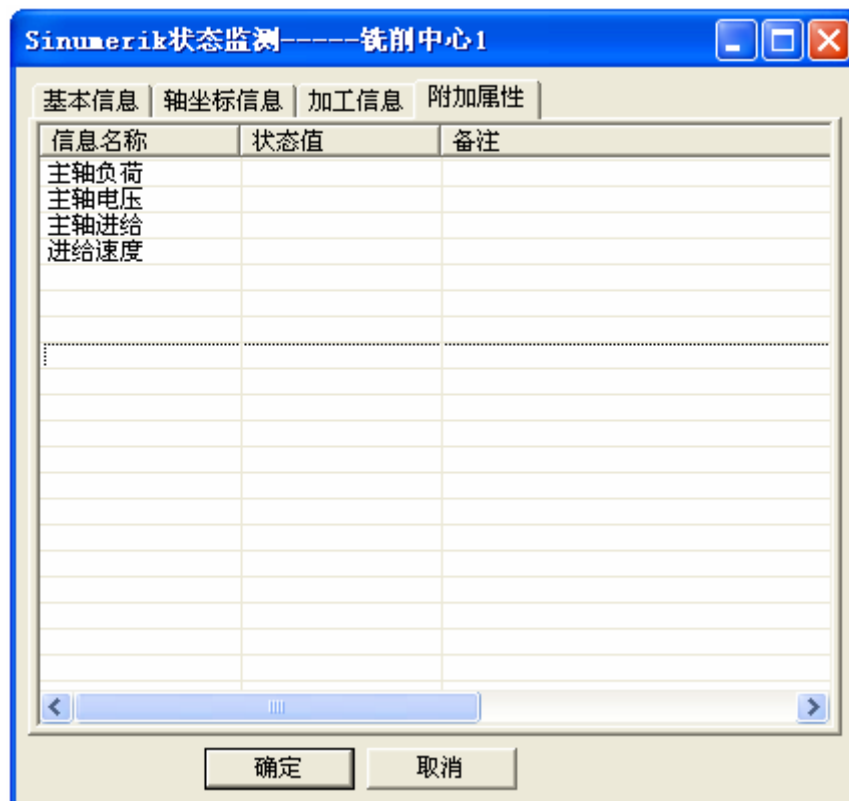 Sinumerik状态监测-----铣削中心1
基本信息 轴坐标信息 加工信息 附加属性
信息名称 状态值 备注
主轴负荷
主轴电压
主轴进给
进给速度
确定 取消